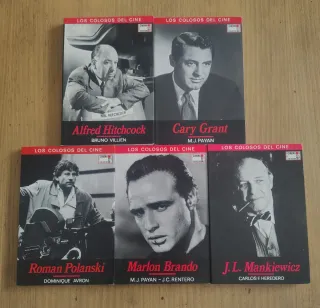 LOS COLOSOS DEL CINE
Alfred Hitchcock
BRUNO VILLIEN
LOS COLOSOS DEL CINE
Cary Grant
M.J. PAYAN
LOS COLOSOS DEL CINE
Roman Polanski
DOMINIQUE AVRON
LOS COLOSOS DEL CINE
Marlon Brando
M.J. PAYAN - J.C. RENTERO
LOS COLOSOS DEL CINE
J.L. Mankiewicz
CARLOS F. HEREDERO